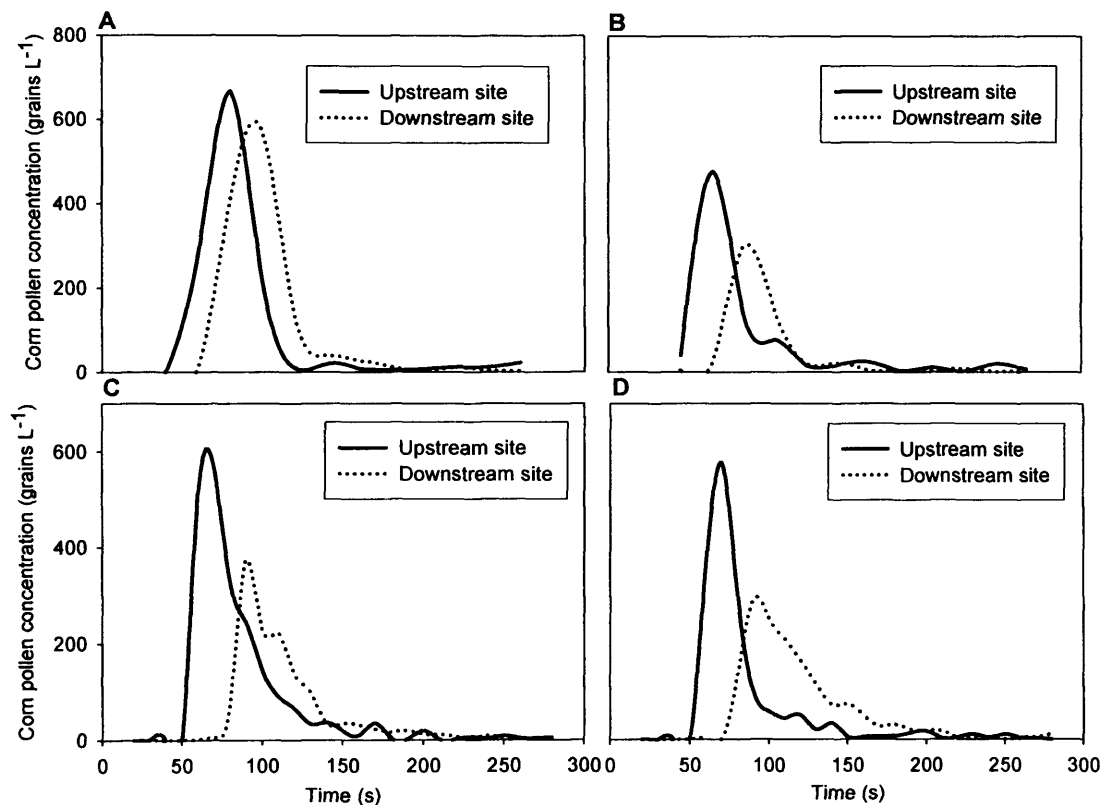 A
B
800
600
400
200
0
Corn pollen concentration (grains L-1)
Upstream site
Downstream site
Upstream site
Downstream site
C
D
600
400
200
0
Corn pollen concentration (grains L-1)
Upstream site
Downstream site
Upstream site
Downstream site
0 50 100 150 200 250 300 0 50 100 150 200 250 300
Time (s)
Time (s)